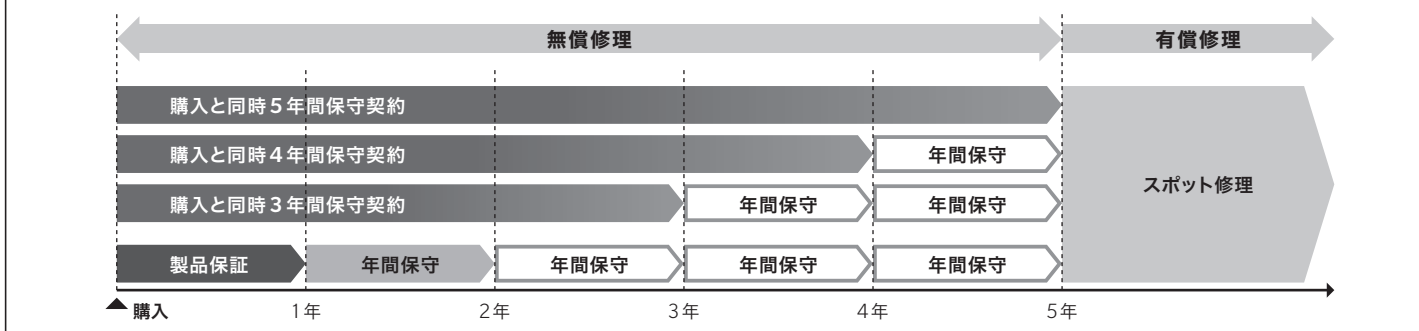 無償修理
有償修理
購入と同時5年間保守契約
購入と同時4年間保守契約
年間保守
スポット修理
購入と同時3年間保守契約
年間保守
年間保守
製品保証
年間保守
年間保守
年間保守
年間保守
購入
1年
2年
3年
4年
5年